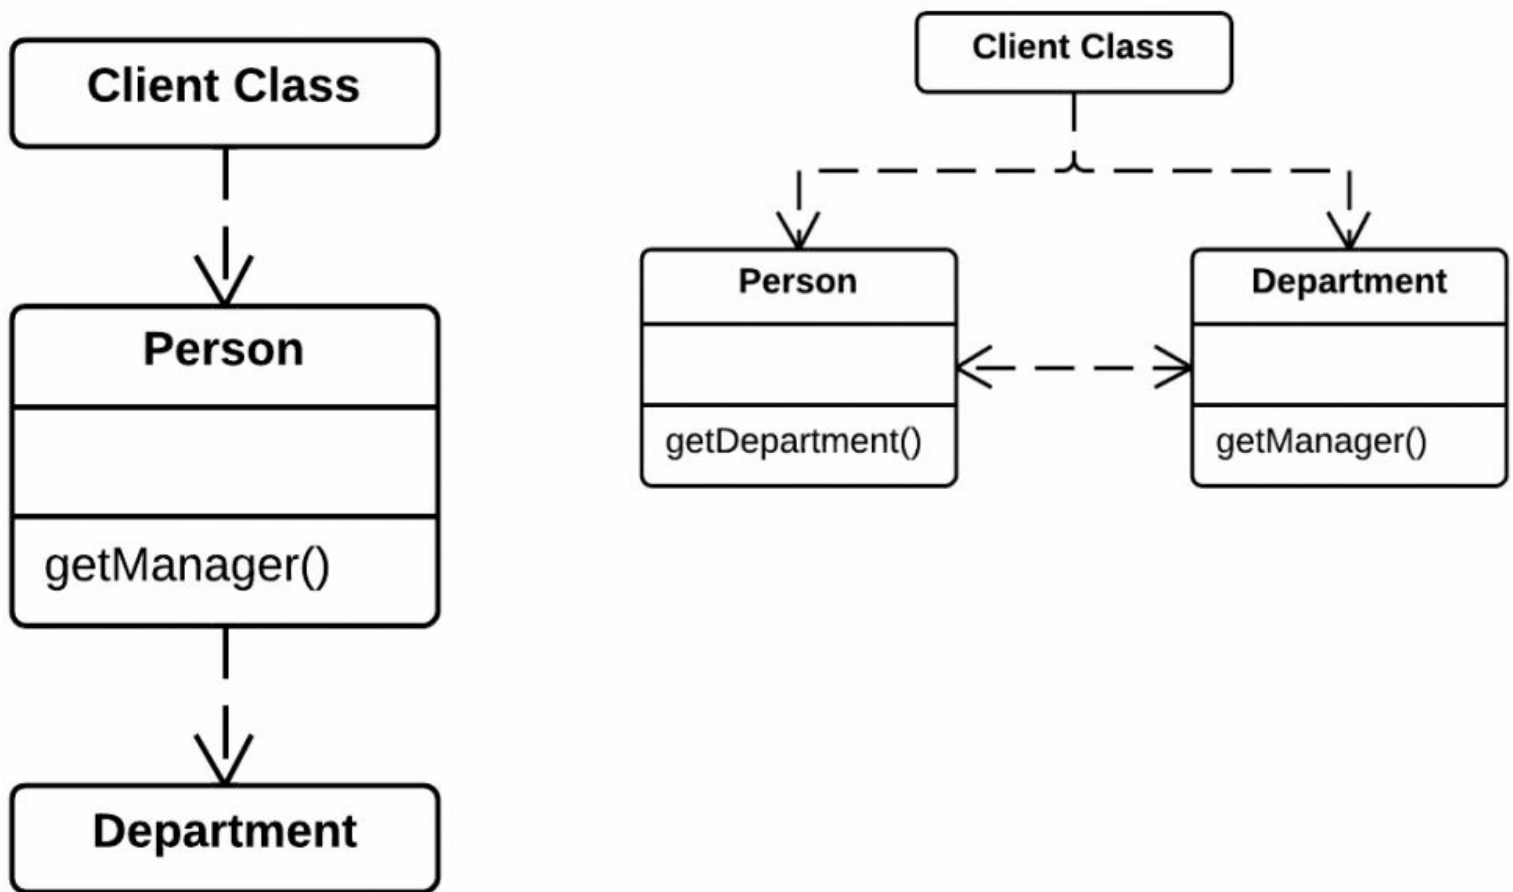 Client Class
Person
getManager()
Department
Client Class
Person
getDepartment()
Department
getManager()